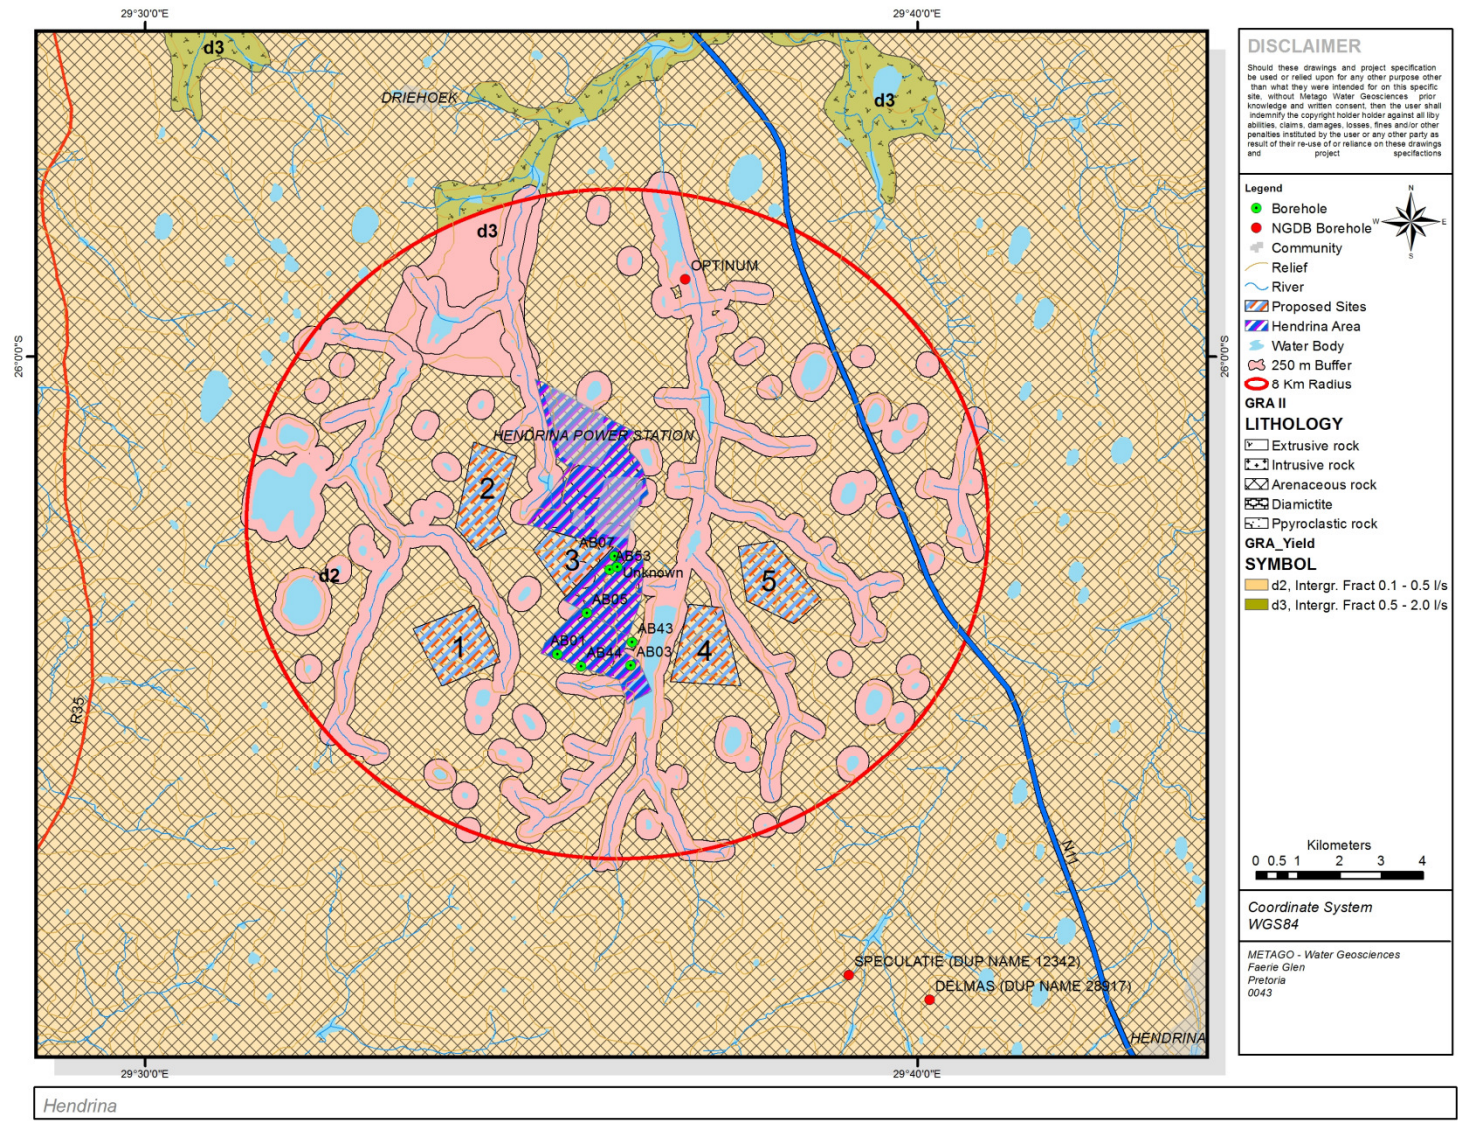 29°30'0"E
29°40'0"E
d3
DRIEHOEK
d3
d3
OPTINUM
26°0'0"S
26°0'0"S
HENDRINA POWER STATION
2
AB07
AB53
3
Unknown
d2
5
AB05
AB43
1
AB01
AB44
AB03
4
R35
N11
SPECULATIE (DUP NAME 12342)
DELMAS (DUP NAME 28917)
HENDRINA
29°30'0"E
29°40'0"E
DISCLAIMER
Should these drawings and project specification
be used or relied upon for any other purpose other
than what they were intended for on this specific
site, without Metago Water Geosciences prior
knowledge and written consent, then the user shall
indemnify the copyright holder holder against all liby
abilities, claims, damages, losses, fines and/or other
penalties instituted by the user or any other party as
result of their re-use of or reliance on these drawings
and project specifactions
Legend
N
W E
S
Borehole
NGDB Borehole
Community
Relief
River
Proposed Sites
Hendrina Area
Water Body
250 m Buffer
8 Km Radius
GRA II
LITHOLOGY
Extrusive rock
Intrusive rock
Arenaceous rock
Diamictite
Ppyroclastic rock
GRA_Yield
SYMBOL
d2, Intergr. Fract 0.1 - 0.5 l/s
d3, Intergr. Fract 0.5 - 2.0 l/s
Kilometers
0 0.5 1 2 3 4
Coordinate System
WGS84
METAGO - Water Geosciences
Faerie Glen
Pretoria
0043
Hendrina